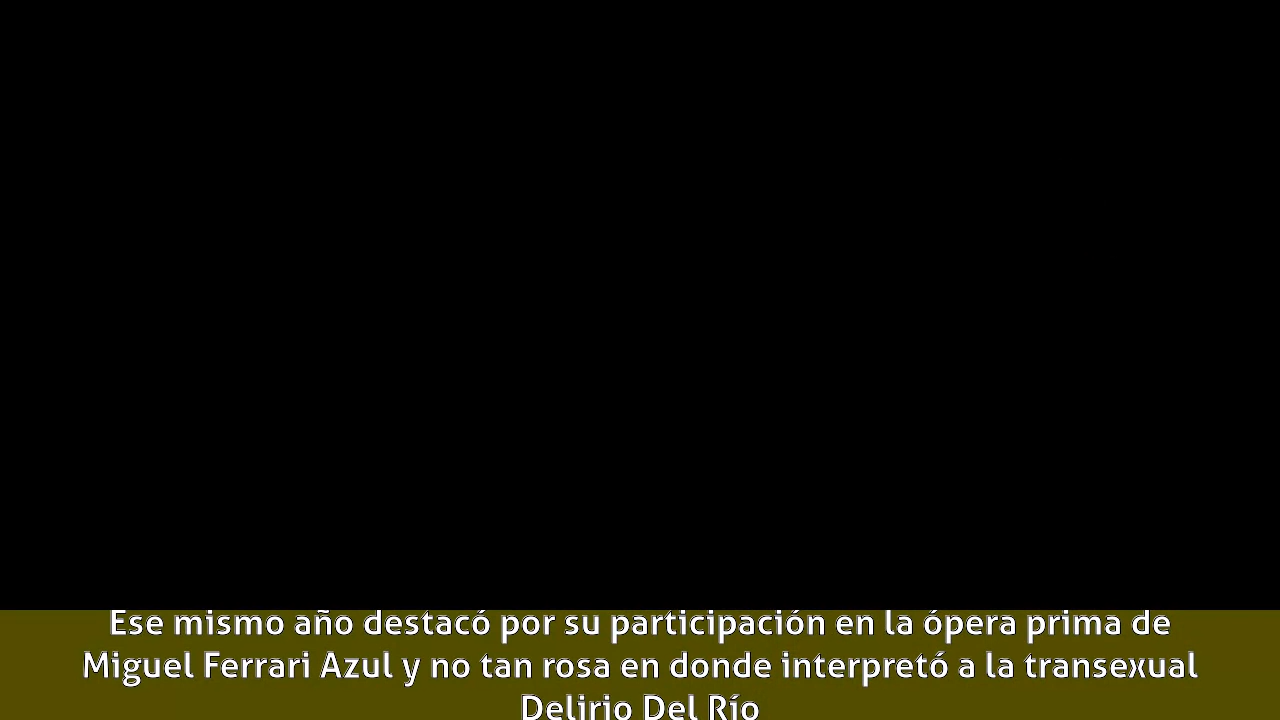 Ese mismo año destacó por su participación en la ópera prima de
Miguel Ferrari Azul y no tan rosa en donde interpretó a la transexual
Delirio Del Río